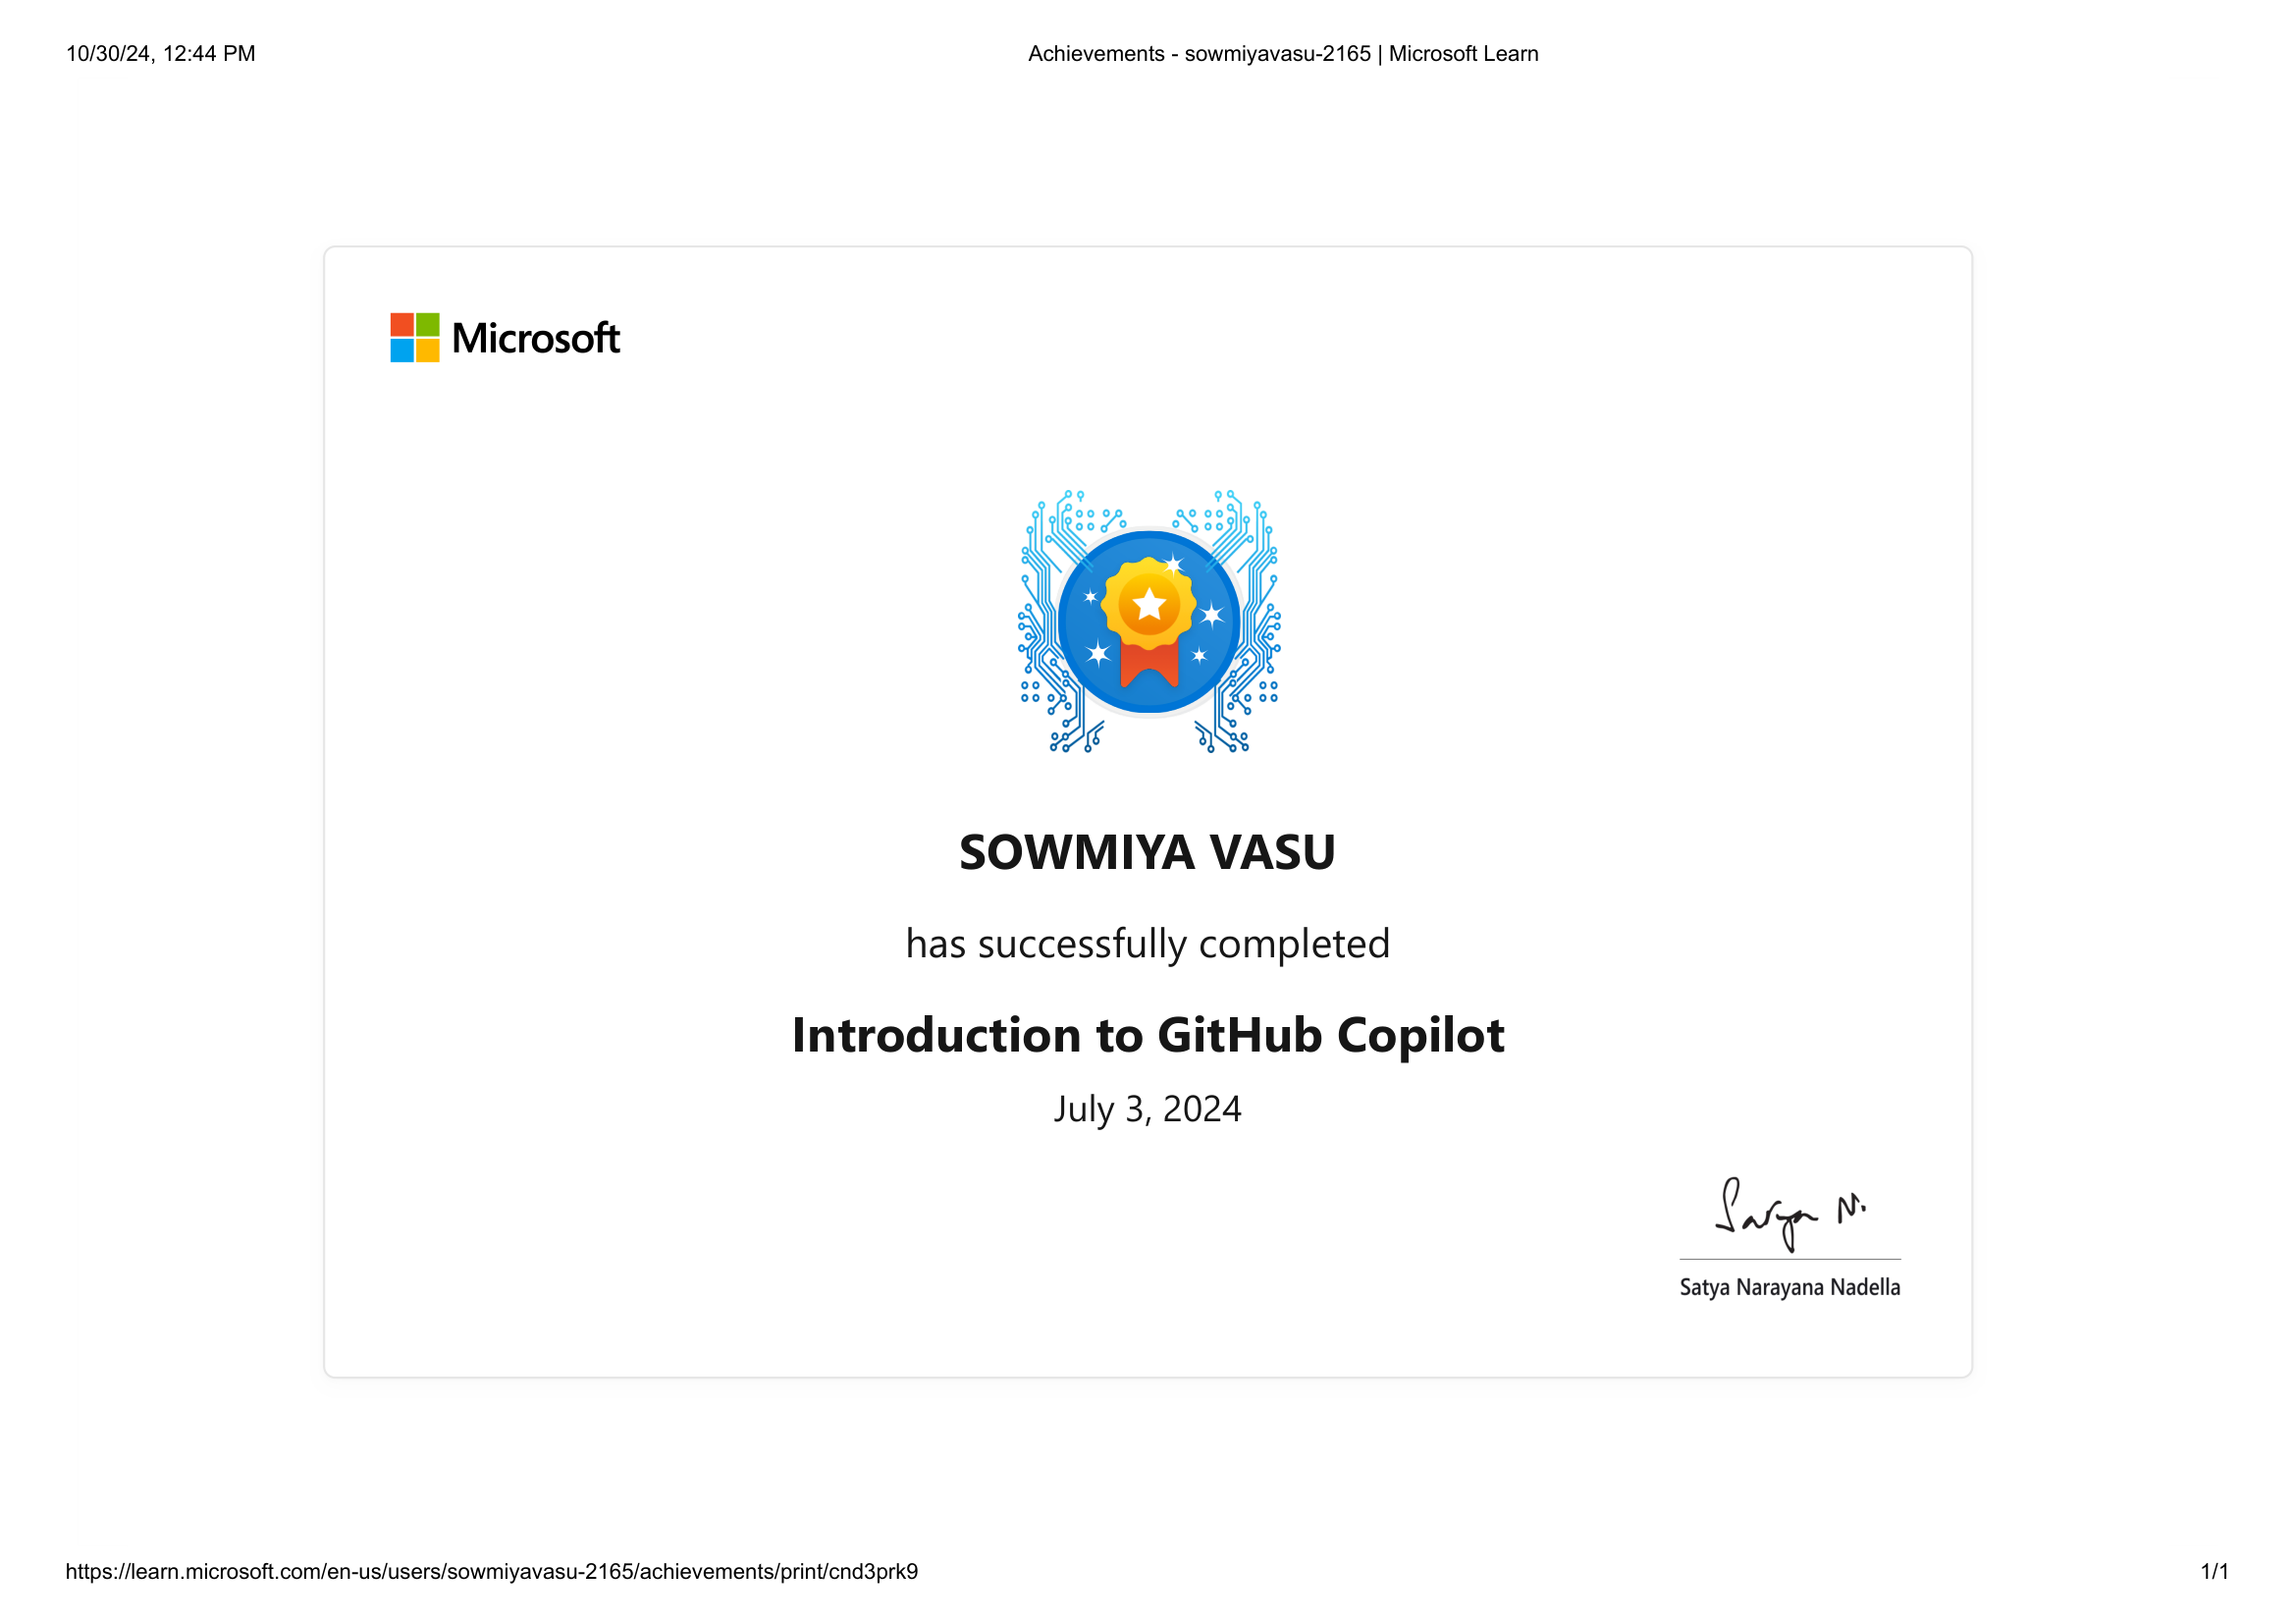 10/30/24, 12:44 PM
Achievements - sowmiyavasu-2165 | Microsoft Learn
Microsoft
SOWMIYA VASU
has successfully completed
Introduction to GitHub Copilot
July 3, 2024
Satya N.
Satya Narayana Nadella
https://learn.microsoft.com/en-us/users/sowmiyavasu-2165/achievements/print/cnd3prk9
1/1